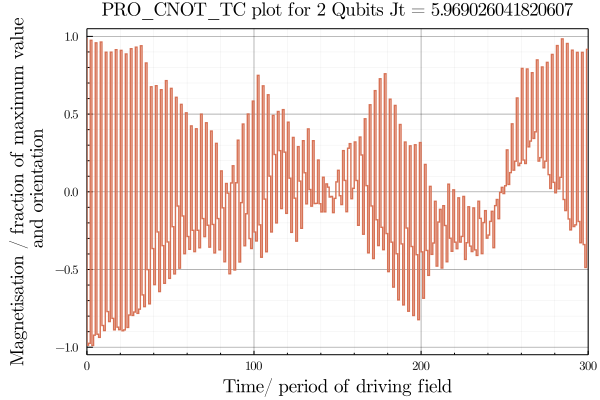 PRO_CNOT_TC plot for 2 Qubits Jt = 5.969026041820607
Magnetisation / fraction of maximum value
and orientation
1.0
0.5
0.0
−0.5
−1.0
0 100 200 300
Time/ period of driving field